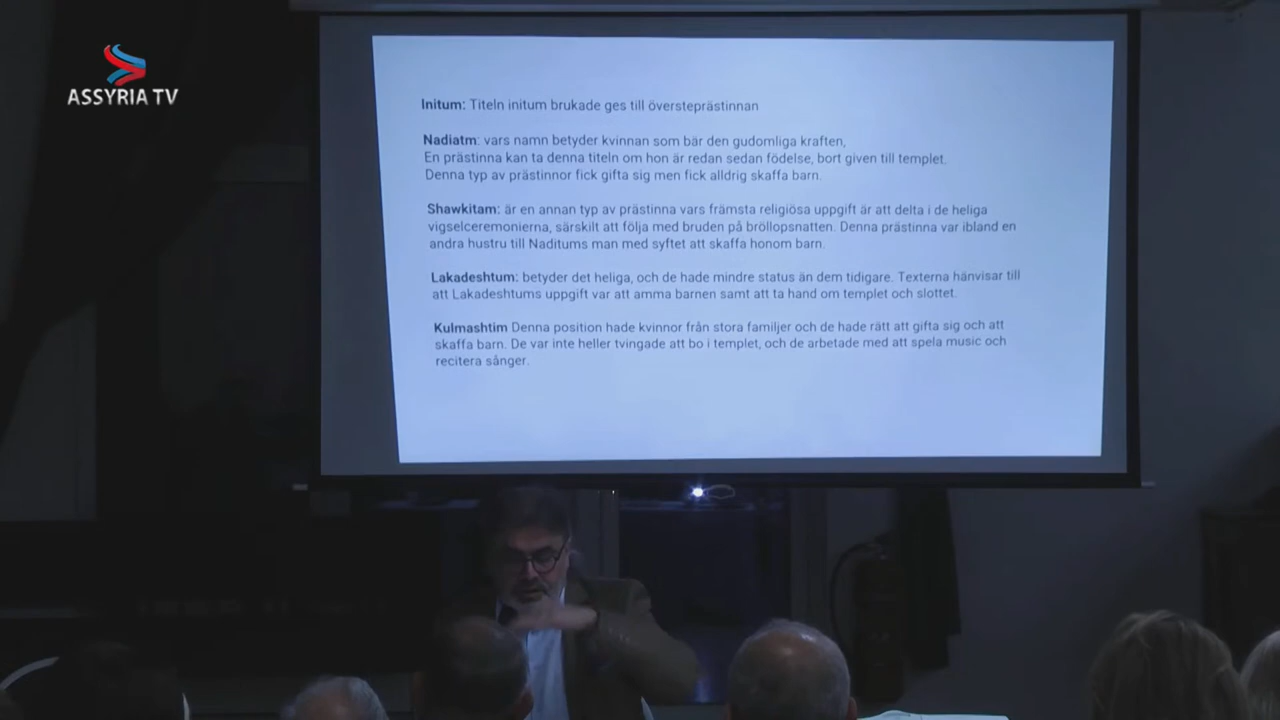 ASSYRIA TV
Initum: Titeln initum brukade ges till översteprästinnan
Nadiatm: vars namn betyder kvinnan som bär den gudomliga kraften,
En prästinna kan ta denna titeln om hon är redan sedan födelse, bort given till templet.
Denna typ av prästinnor fick gifta sig men fick alldrig skaffa barn.
Shawkitam: är en annan typ av prästinna vars främsta religiösa uppgift är att delta i de heliga
vigselceremonierna, särskilt att följa med bruden på bröllopsnatten. Denna prästinna var ibland en
andra hustru till Naditums man med syftet att skaffa honom barn.
Lakadeshtum: betyder det heliga, och de hade mindre status än dem tidigare. Texterna hänvisar till
att Lakadeshtums uppgift var att amma barnen samt att ta hand om templet och slottet.
Kulmashtim Denna position hade kvinnor från stora familjer och de hade rätt att gifta sig och att
skaffa barn. De var inte heller tvingade att bo i templet, och de arbetade med att spela music och
recitera sånger.